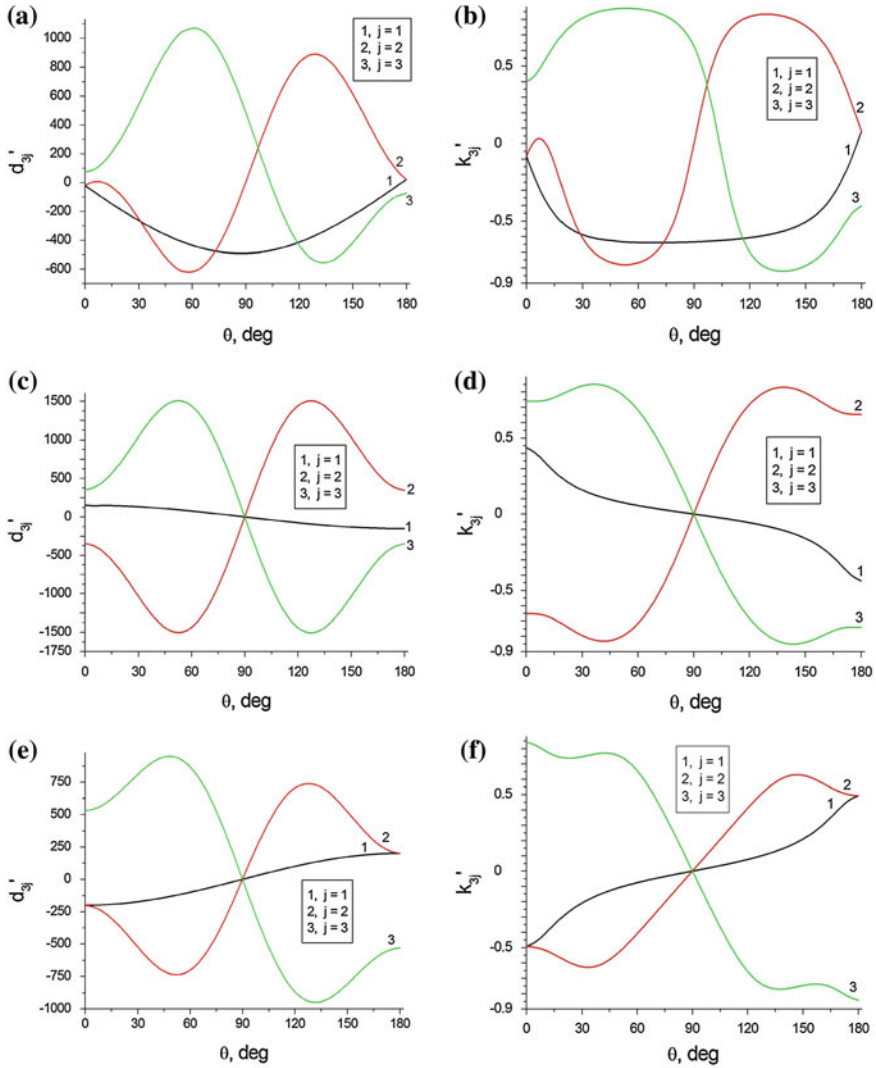 (a)
d3j'
1000
800
600
400
200
0
-200
-400
-600
1, j = 1
2, j = 2
3, j = 3
2
1
3
0 30 60 90 120 150 180
θ, deg
(b)
k3j'
0.5
0
-0.5
-0.9
1, j = 1
2, j = 2
3, j = 3
2
1
3
0 30 60 90 120 150 180
θ, deg
(c)
d3j'
1500
1000
500
0
-500
-1000
-1500
-1750
1, j = 1
2, j = 2
3, j = 3
2
1
3
0 30 60 90 120 150 180
θ, deg
(d)
k3j'
0.5
0
-0.5
-0.9
1, j = 1
2, j = 2
3, j = 3
2
1
3
0 30 60 90 120 150 180
θ, deg
(e)
d3j'
750
500
250
0
-250
-500
-750
-1000
1, j = 1
2, j = 2
3, j = 3
2
1
3
0 30 60 90 120 150 180
θ, deg
(f)
k3j'
0.5
0
-0.5
-0.9
1, j = 1
2, j = 2
3, j = 3
2
1
3
0 30 60 90 120 150 180
θ, deg